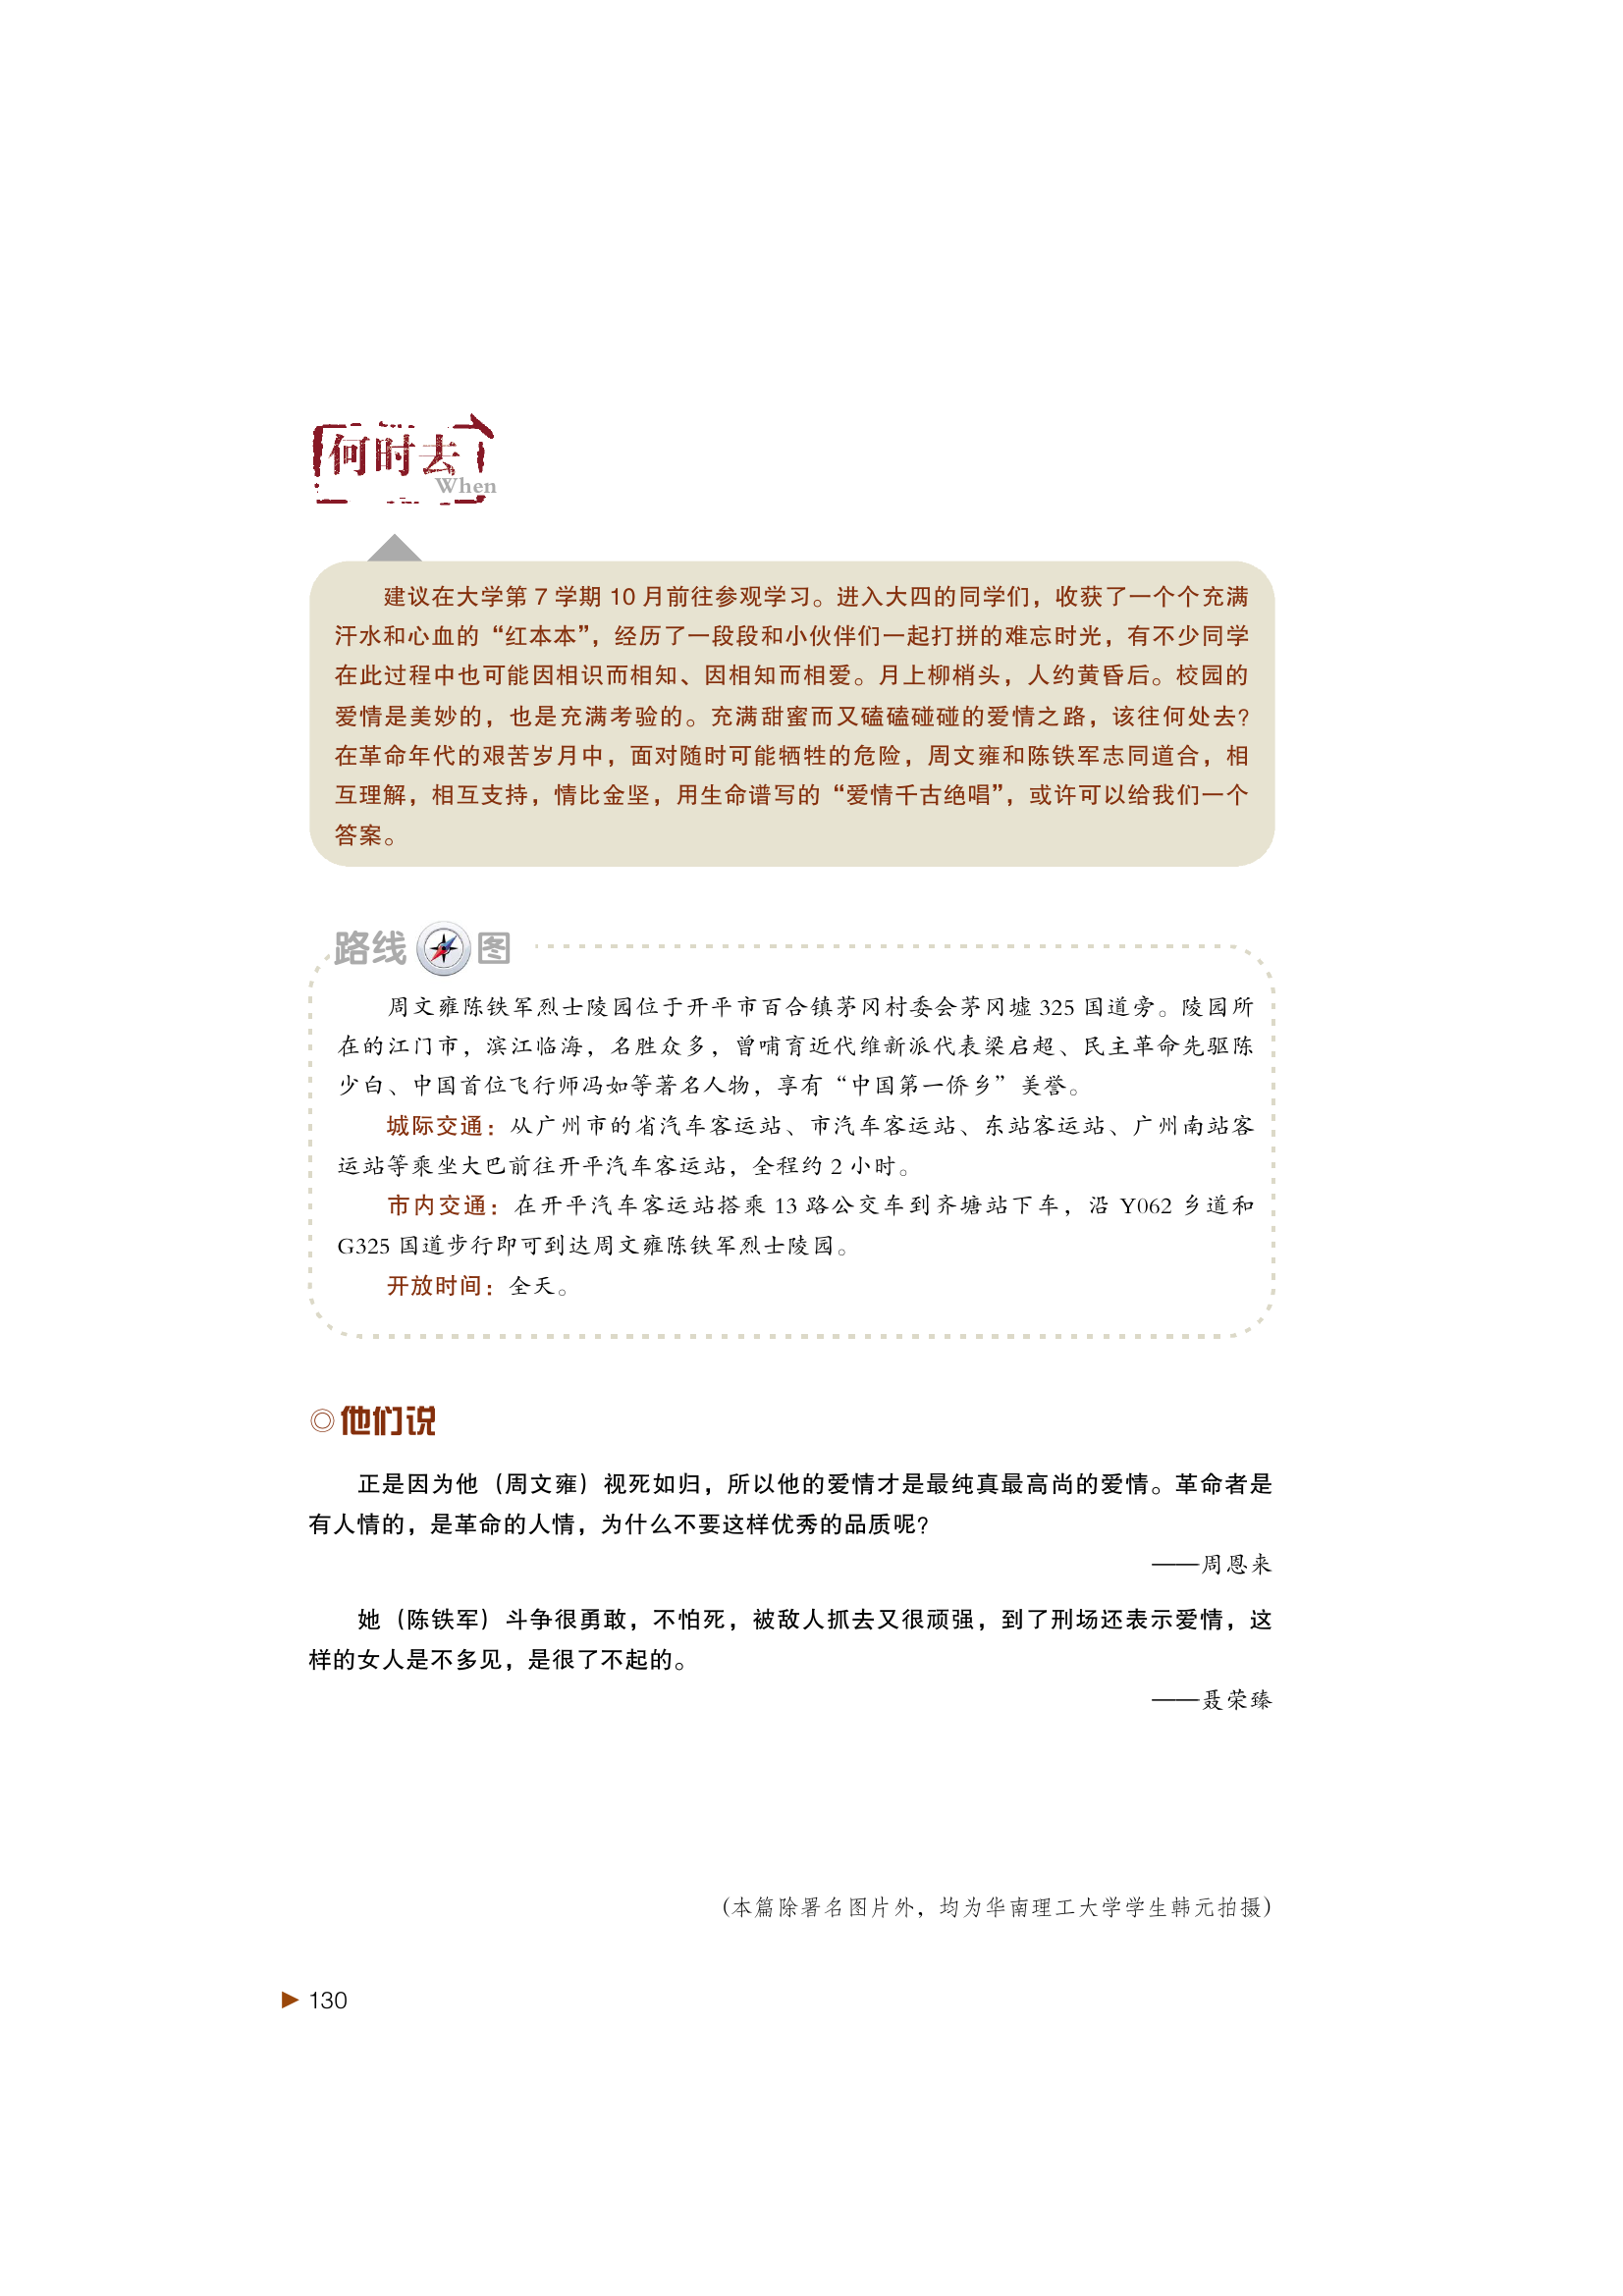 何时去
When
建议在大学第 7 学期 10 月前往参观学习。进入大四的同学们，收获了一个个充满
汗水和心血的“红本本”，经历了一段段和小伙伴们一起打拼的难忘时光，有不少同学
在此过程中也可能因相识而相知、因相知而相爱。月上柳梢头，人约黄昏后。校园的
爱情是美妙的，也是充满考验的。充满甜蜜而又磕磕碰碰的爱情之路，该往何处去？
在革命年代的艰苦岁月中，面对随时可能牺牲的危险，周文雍和陈铁军志同道合，相
互理解，相互支持，情比金坚，用生命谱写的“爱情千古绝唱”，或许可以给我们一个
答案。
路线图
周文雍陈铁军烈士陵园位于开平市百合镇茅冈村委会茅冈墟 325 国道旁。陵园所
在的江门市，滨江临海，名胜众多，曾哺育近代维新派代表梁启超、民主革命先驱陈
少白、中国首位飞行师冯如等著名人物，享有“中国第一侨乡”美誉。
城际交通：从广州市的省汽车客运站、市汽车客运站、东站客运站、广州南站客
运站等乘坐大巴前往开平汽车客运站，全程约 2 小时。
市内交通：在开平汽车客运站搭乘 13 路公交车到齐塘站下车，沿 Y062 乡道和
G325 国道步行即可到达周文雍陈铁军烈士陵园。
开放时间：全天。
◎他们说
正是因为他（周文雍）视死如归，所以他的爱情才是最纯真最高尚的爱情。革命者是
有人情的，是革命的人情，为什么不要这样优秀的品质呢？
——周恩来
她（陈铁军）斗争很勇敢，不怕死，被敌人抓去又很顽强，到了刑场还表示爱情，这
样的女人是不多见，是很了不起的。
——聂荣臻
（本篇除署名图片外，均为华南理工大学学生韩元拍摄）
130